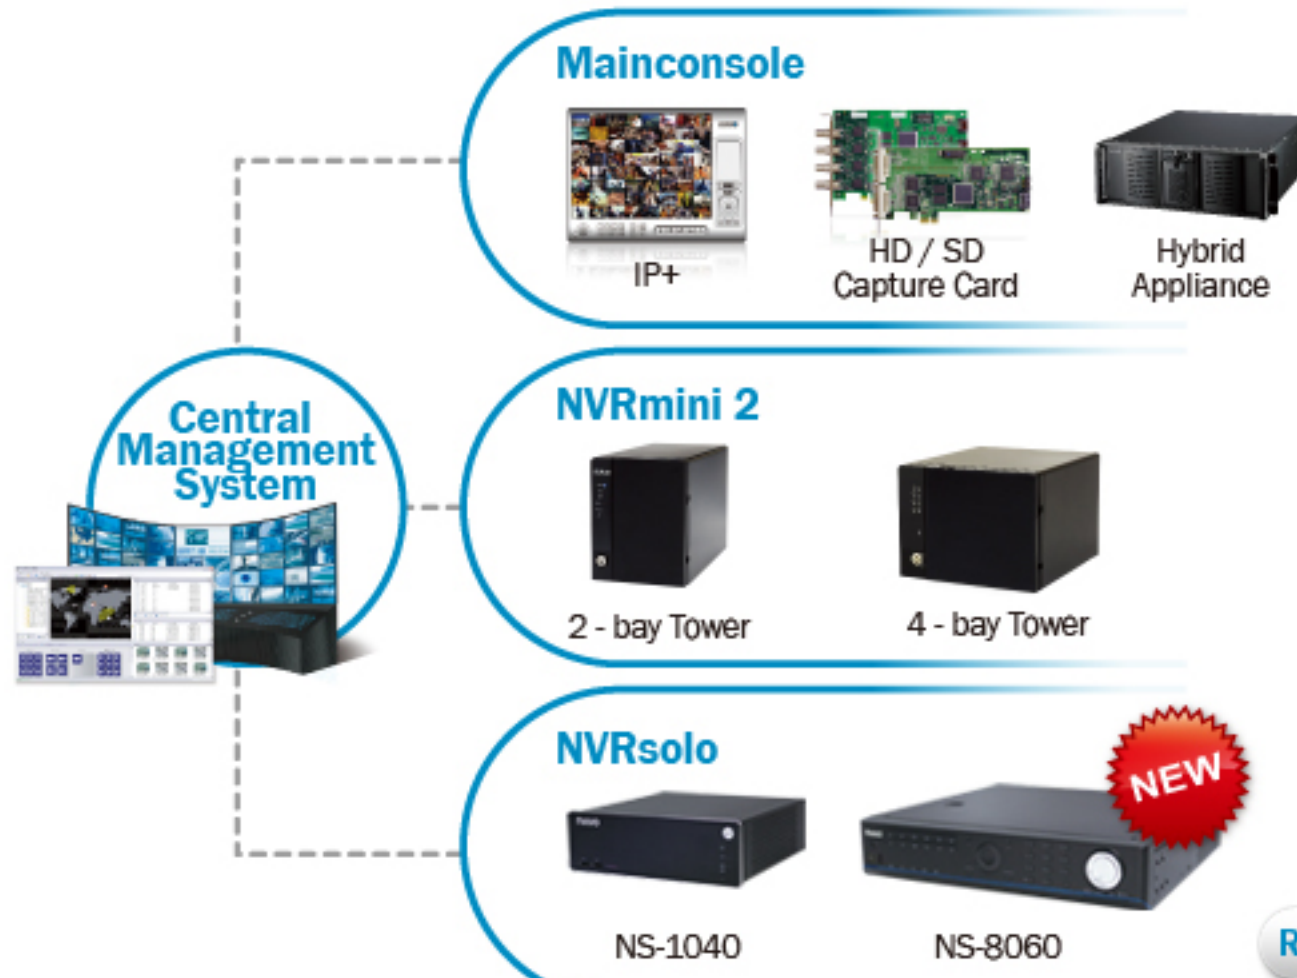 Mainconsole
IP+
HD / SD
Capture Card
Hybrid
Appliance
Central
Management
System
NVRmini 2
2 - bay Tower
4 - bay Tower
NVRsolo
NEW
NS-1040
NS-8060
R